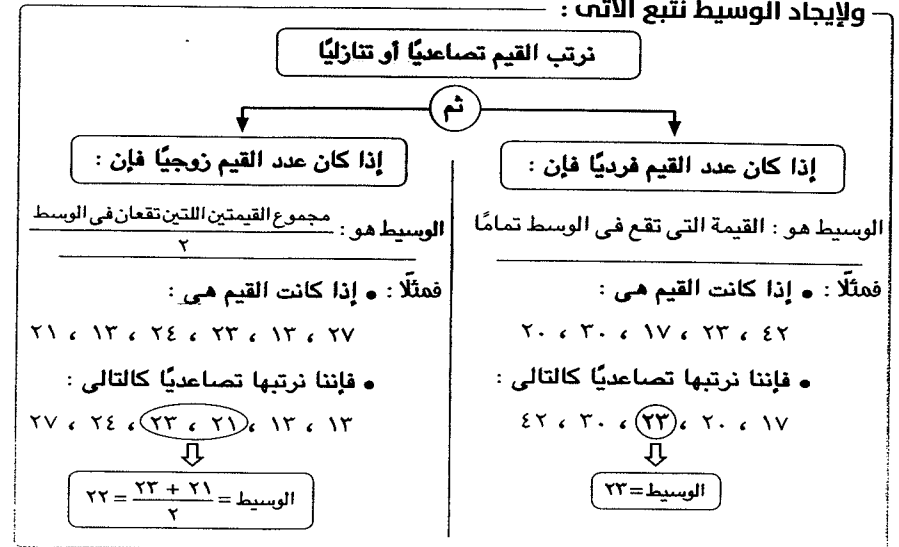 ولإيجاد الوسيط نتبع الآتى :
نرتب القيم تصاعديًا أو تنازليًا
ثم
إذا كان عدد القيم فرديًا فإن :
الوسيط هو : القيمة التى تقع فى الوسط تمامًا
فمثلًا : • إذا كانت القيم هى :
٤٢ ، ٢٣ ، ١٧ ، ٣٠ ، ٢٠
• فإننا نرتبها تصاعديًا كالتالى :
١٧ ، ٢٠ ، ٢٣ ، ٣٠ ، ٤٢
الوسيط = ٢٣
إذا كان عدد القيم زوجيًا فإن :
الوسيط هو : مجموع القيمتين اللتين تقعان فى الوسط
٢
فمثلًا : • إذا كانت القيم هى :
٢٧ ، ١٣ ، ٢٣ ، ٢٤ ، ١٣ ، ٢١
• فإننا نرتبها تصاعديًا كالتالى :
١٣ ، ١٣ ، ٢١ ، ٢٣ ، ٢٤ ، ٢٧
الوسيط = ٢١ + ٢٣ = ٢٢
٢